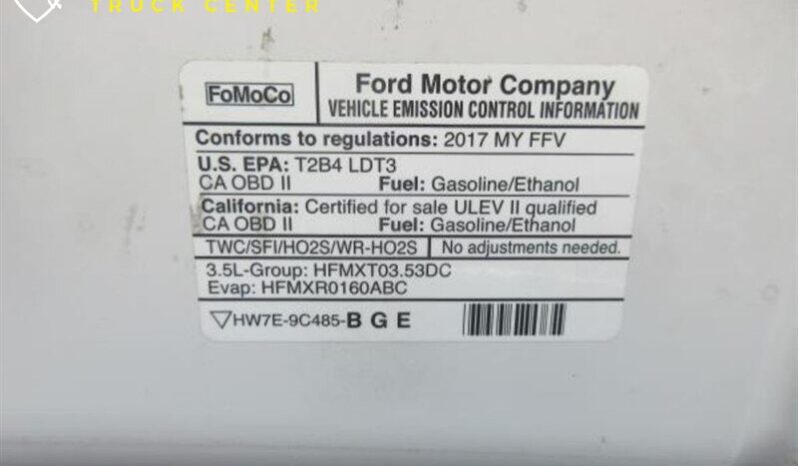 TRUCK CENTER
FoMoCo
Ford Motor Company
VEHICLE EMISSION CONTROL INFORMATION
Conforms to regulations: 2017 MY FFV
U.S. EPA: T2B4 LDT3
CA OBD II Fuel: Gasoline/Ethanol
California: Certified for sale ULEV II qualified
CA OBD II Fuel: Gasoline/Ethanol
TWC/SFI/HO2S/WR-HO2S No adjustments needed.
3.5L-Group: HFMXT03.53DC
Evap: HFMXR0160ABC
HW7E-9C485-B G E